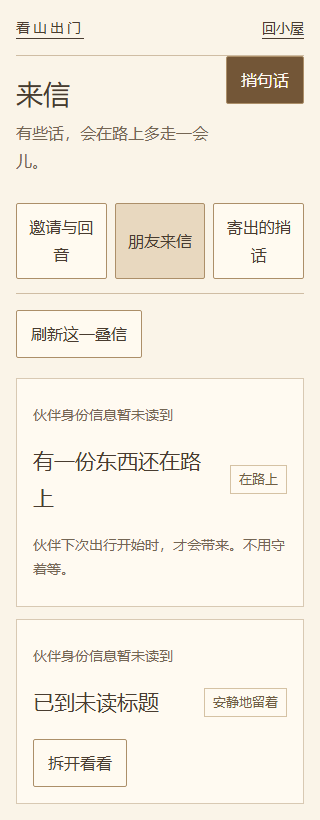 看山出门
回小屋
捎句话
来信
有些话，会在路上多走一会
儿。
邀请与回
音
朋友来信
寄出的捎
话
刷新这一叠信
伙伴身份信息暂未读到
有一份东西还在路
上
在路上
伙伴下次出行开始时，才会带来。不用守
着等。
伙伴身份信息暂未读到
已到未读标题
安静地留着
拆开看看